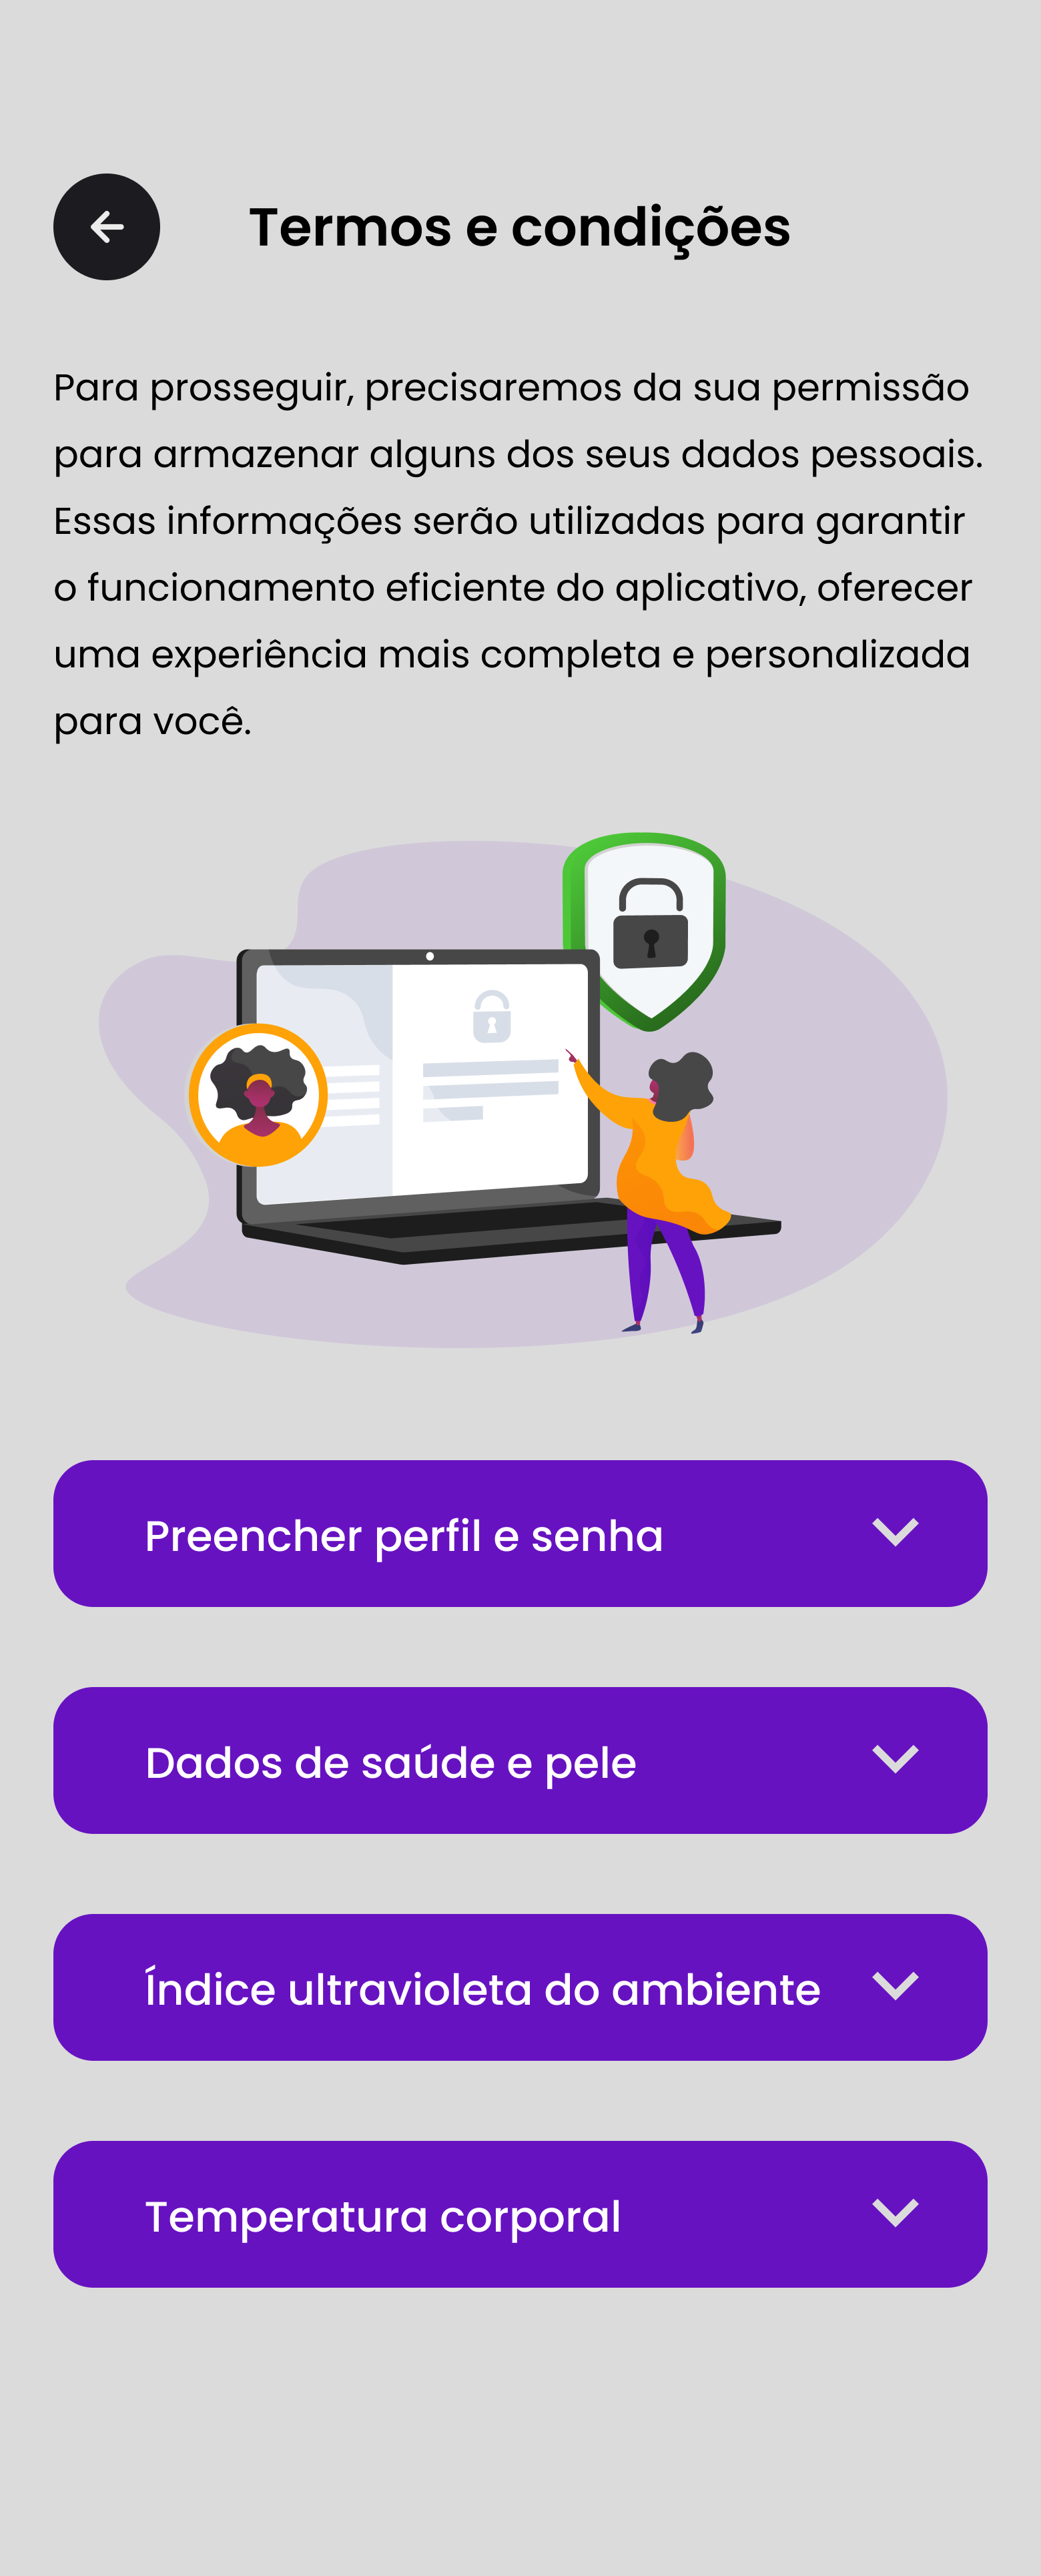 Termos e condições
Para prosseguir, precisaremos da sua permissão
para armazenar alguns dos seus dados pessoais.
Essas informações serão utilizadas para garantir
o funcionamento eficiente do aplicativo, oferecer
uma experiência mais completa e personalizada
para você.
Preencher perfil e senha
Dados de saúde e pele
Índice ultravioleta do ambiente
Temperatura corporal